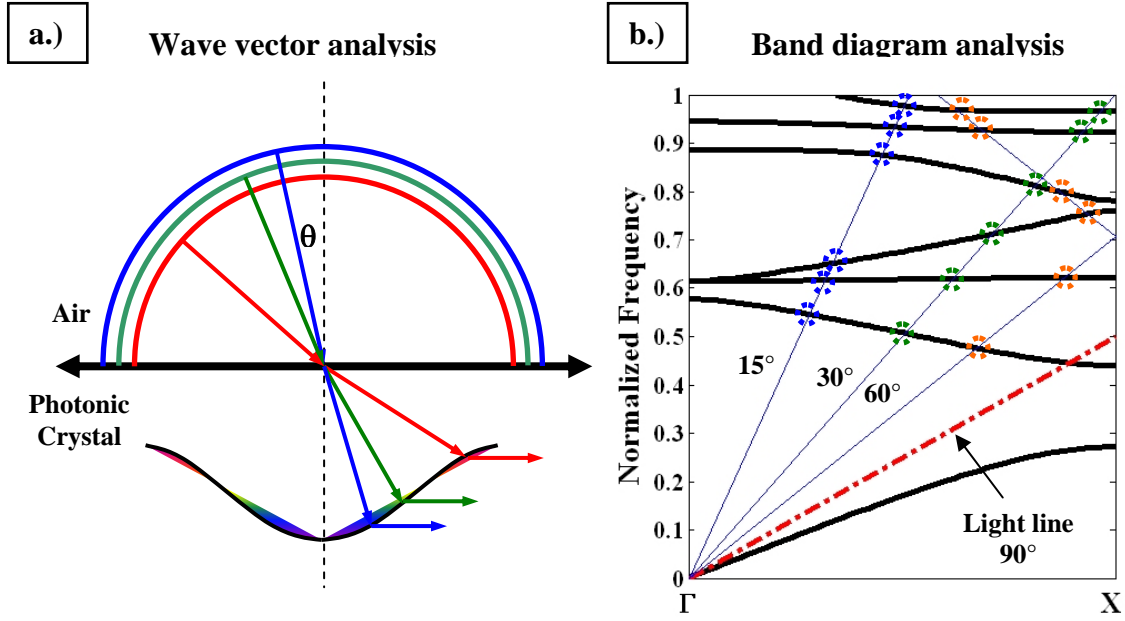 a.)
Wave vector analysis
θ
Air
Photonic
Crystal
b.)
Band diagram analysis
Normalized Frequency
1
0.9
0.8
0.7
0.6
0.5
0.4
0.3
0.2
0.1
0
15°
30°
60°
Light line
90°
Γ
X